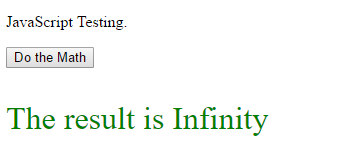 JavaScript Testing.
Do the Math
The result is Infinity